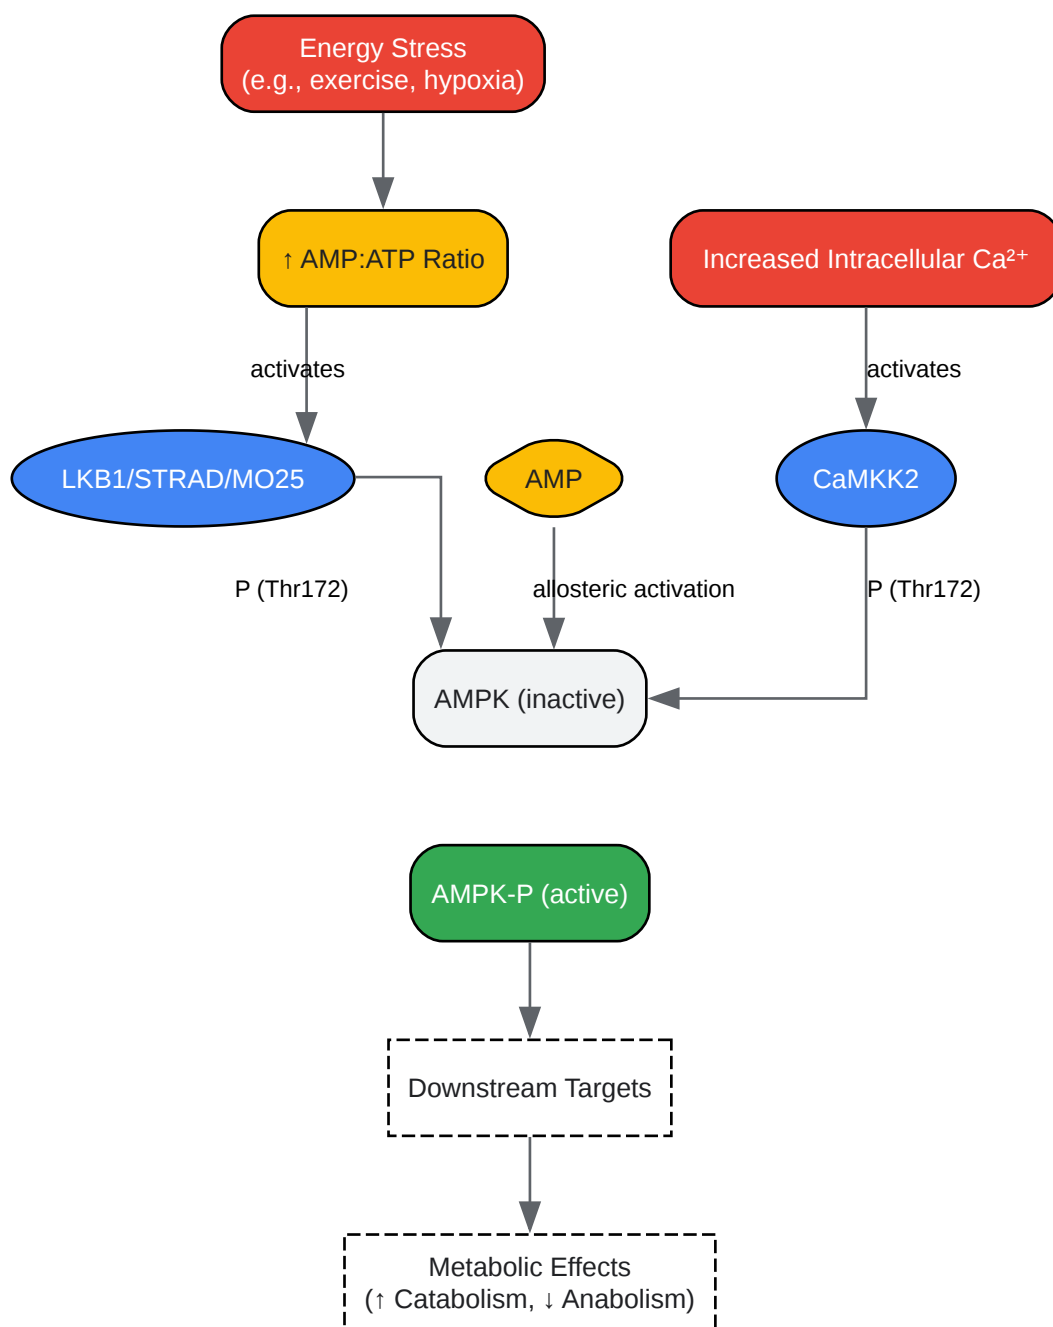 Energy Stress
(e.g., exercise, hypoxia)
↑ AMP:ATP Ratio
Increased Intracellular Ca²⁺
activates
activates
LKB1/STRAD/MO25
AMP
CaMKK2
P (Thr172)
allosteric activation
P (Thr172)
AMPK (inactive)
AMPK-P (active)
Downstream Targets
Metabolic Effects
(↑ Catabolism, ↓ Anabolism)